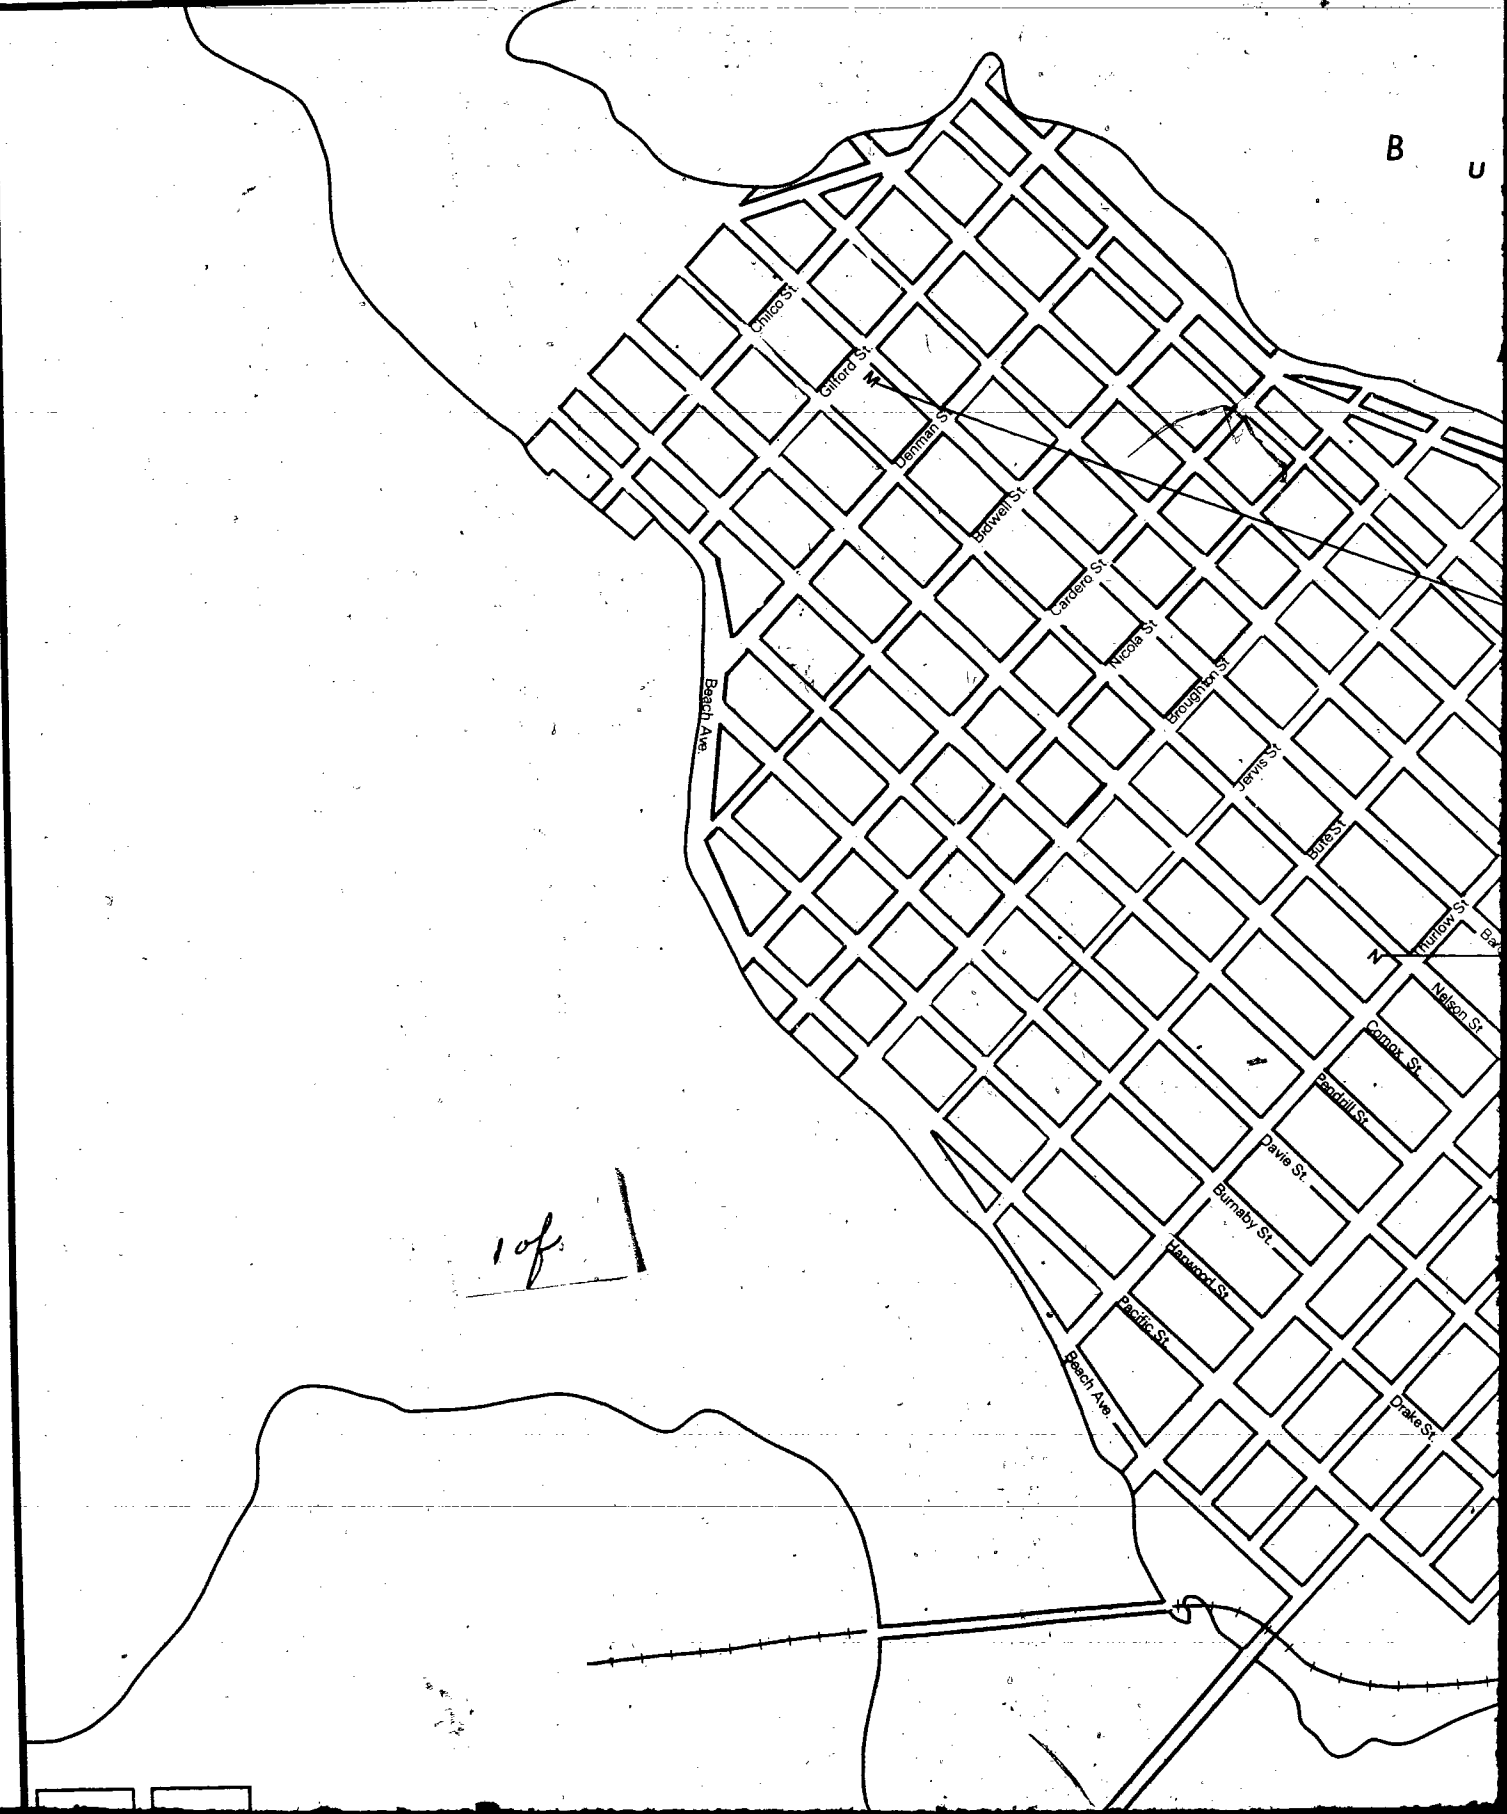 B U
Chilco St.
Gilford St.
M
Denman St.
Bidwell St.
Cardero St.
Nicola St
Broughton St
Beach Ave.
Jervis St
Bute St
Thurlow St
N
Nelson St
Comox St.
Pendrill St.
Davie St.
Burnaby St.
Harwood St
Pacific St.
Beach Ave.
Drake St.
1 of